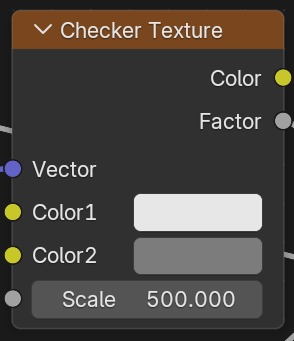 Checker Texture
Color
Factor
Vector
Color1
Color2
Scale 500.000